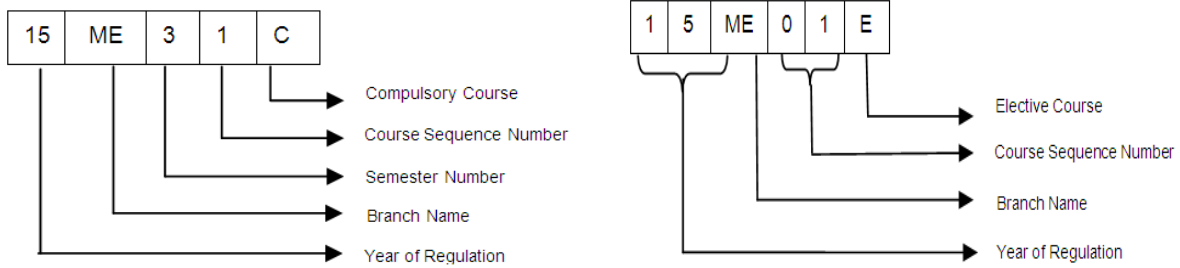 15 ME 3 1 C
Compulsory Course
Course Sequence Number
Semester Number
Branch Name
Year of Regulation
1 5 ME 0 1 E
Elective Course
Course Sequence Number
Branch Name
Year of Regulation